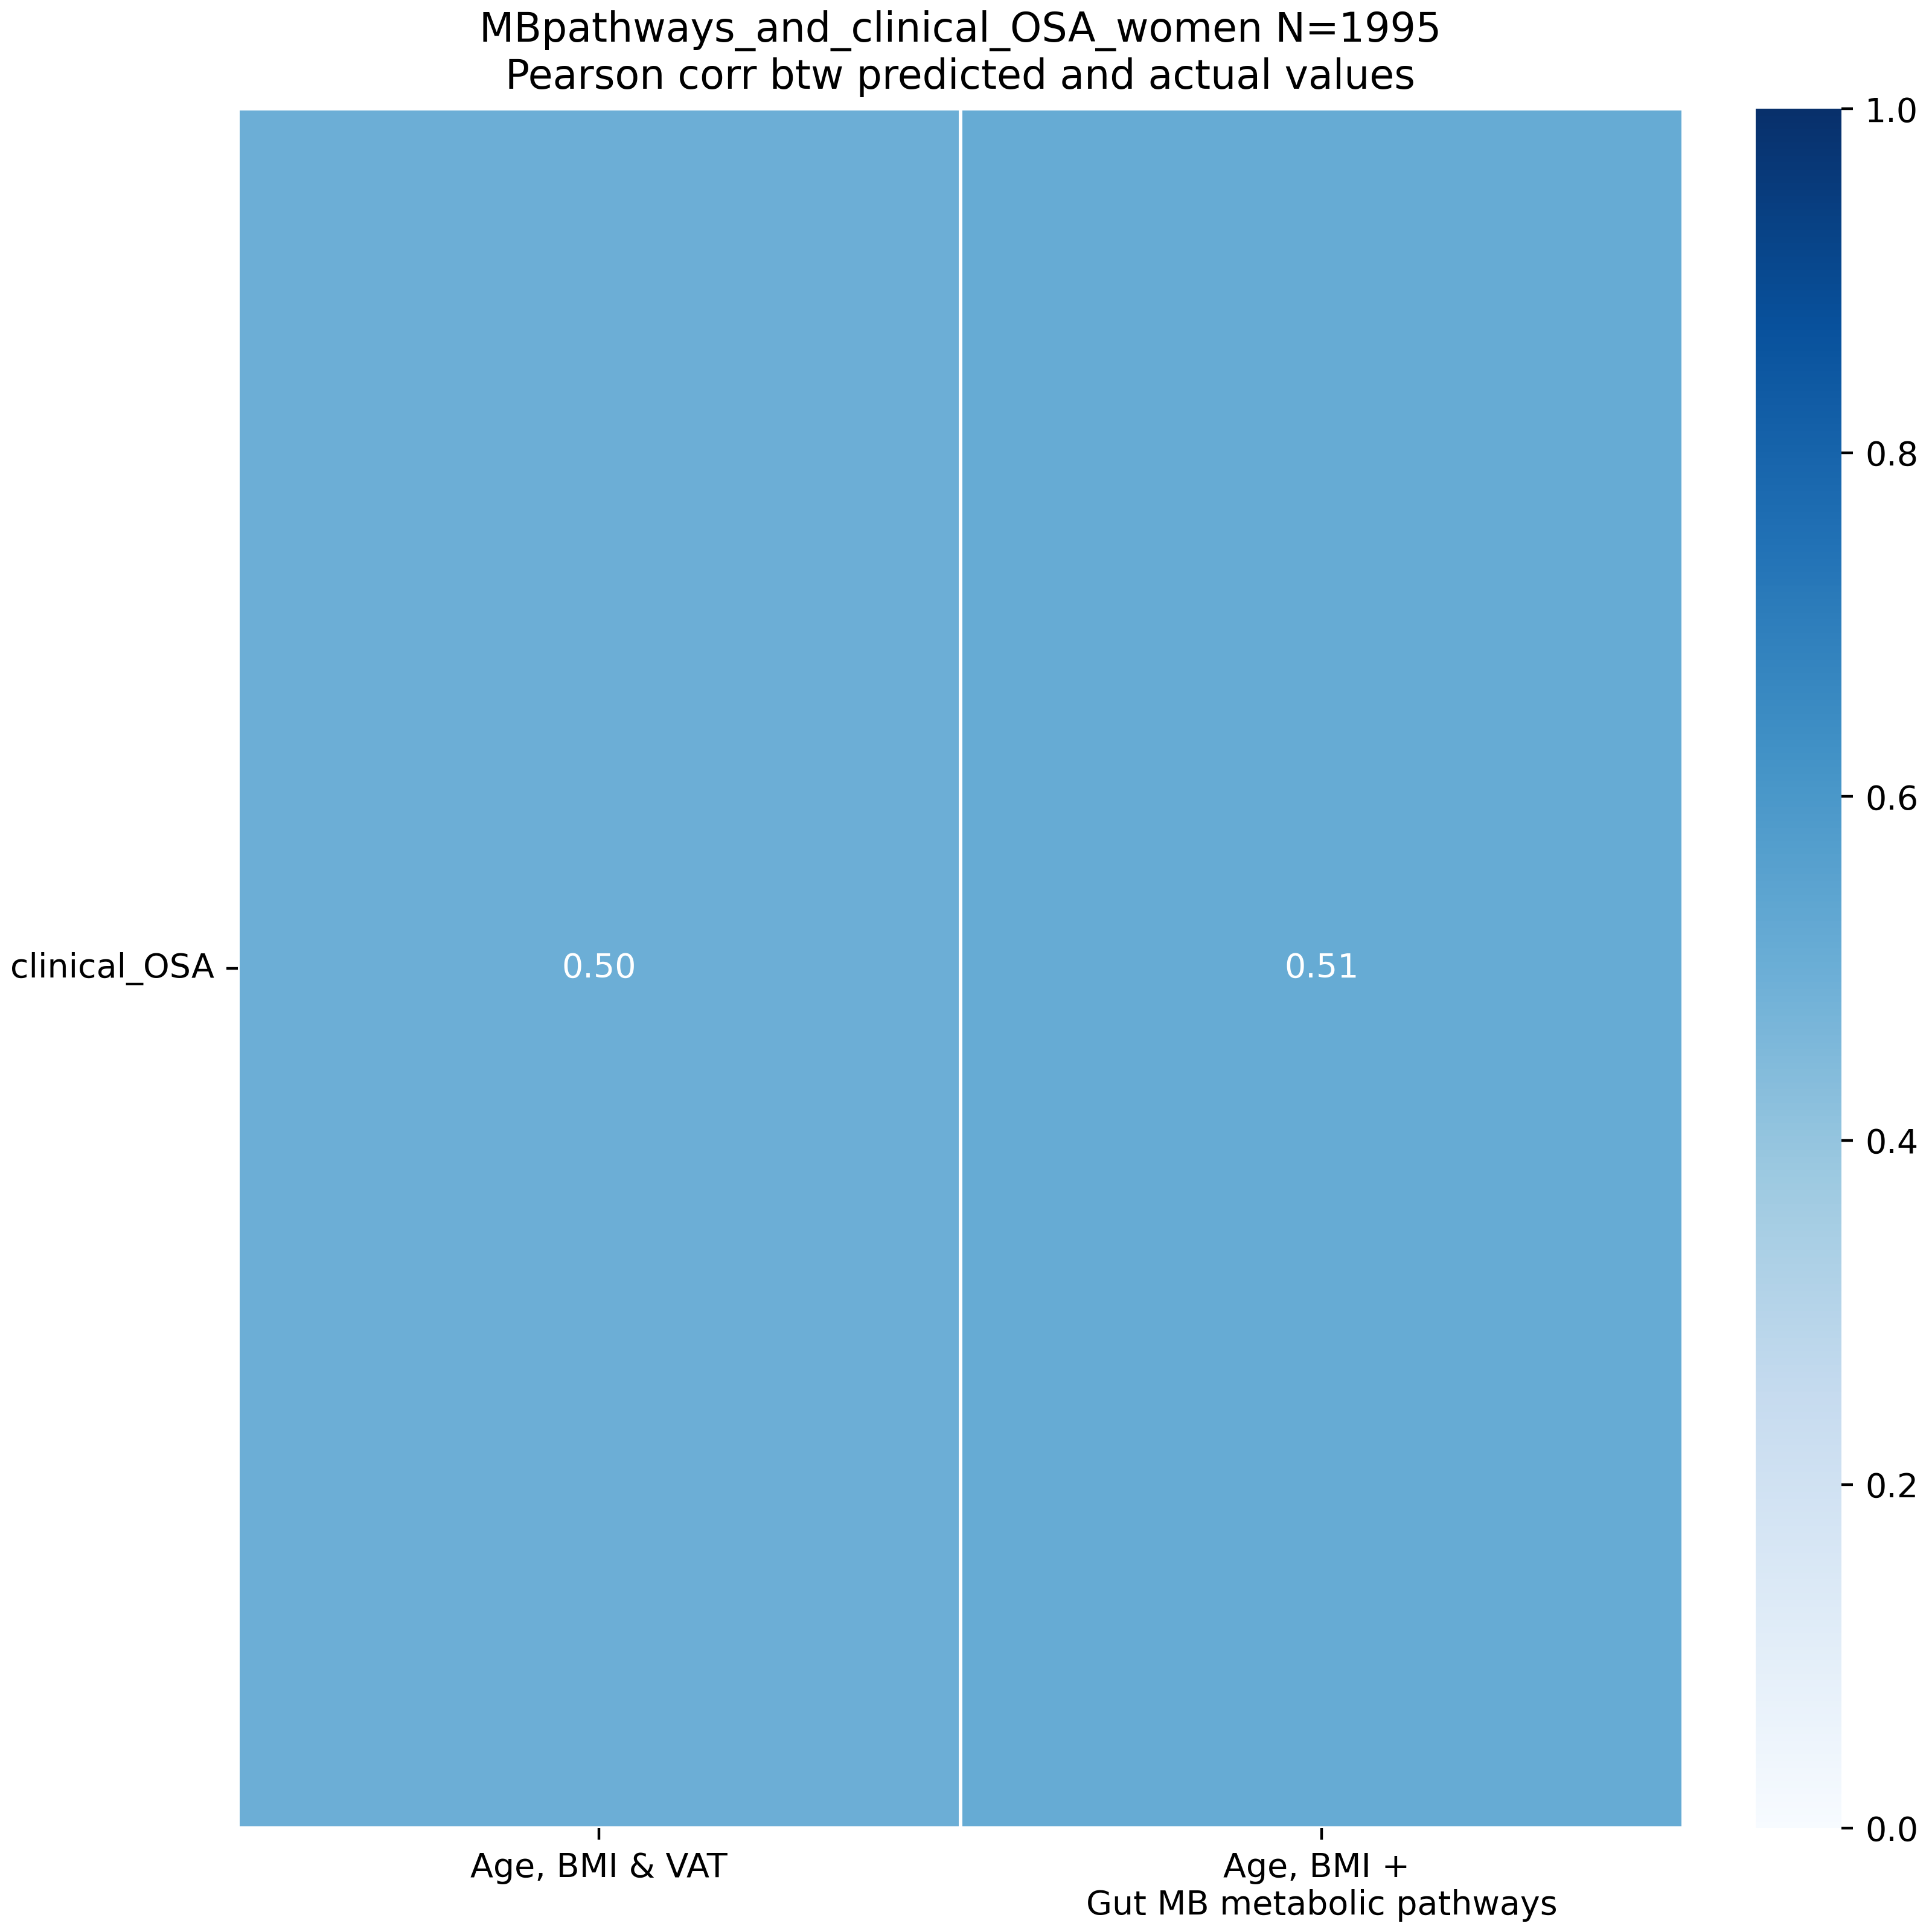 MBpathways_and_clinical_OSA_women N=1995
Pearson corr btw predicted and actual values
clinical_OSA
0.50
0.51
Age, BMI & VAT
Age, BMI +
Gut MB metabolic pathways
1.0
0.8
0.6
0.4
0.2
0.0